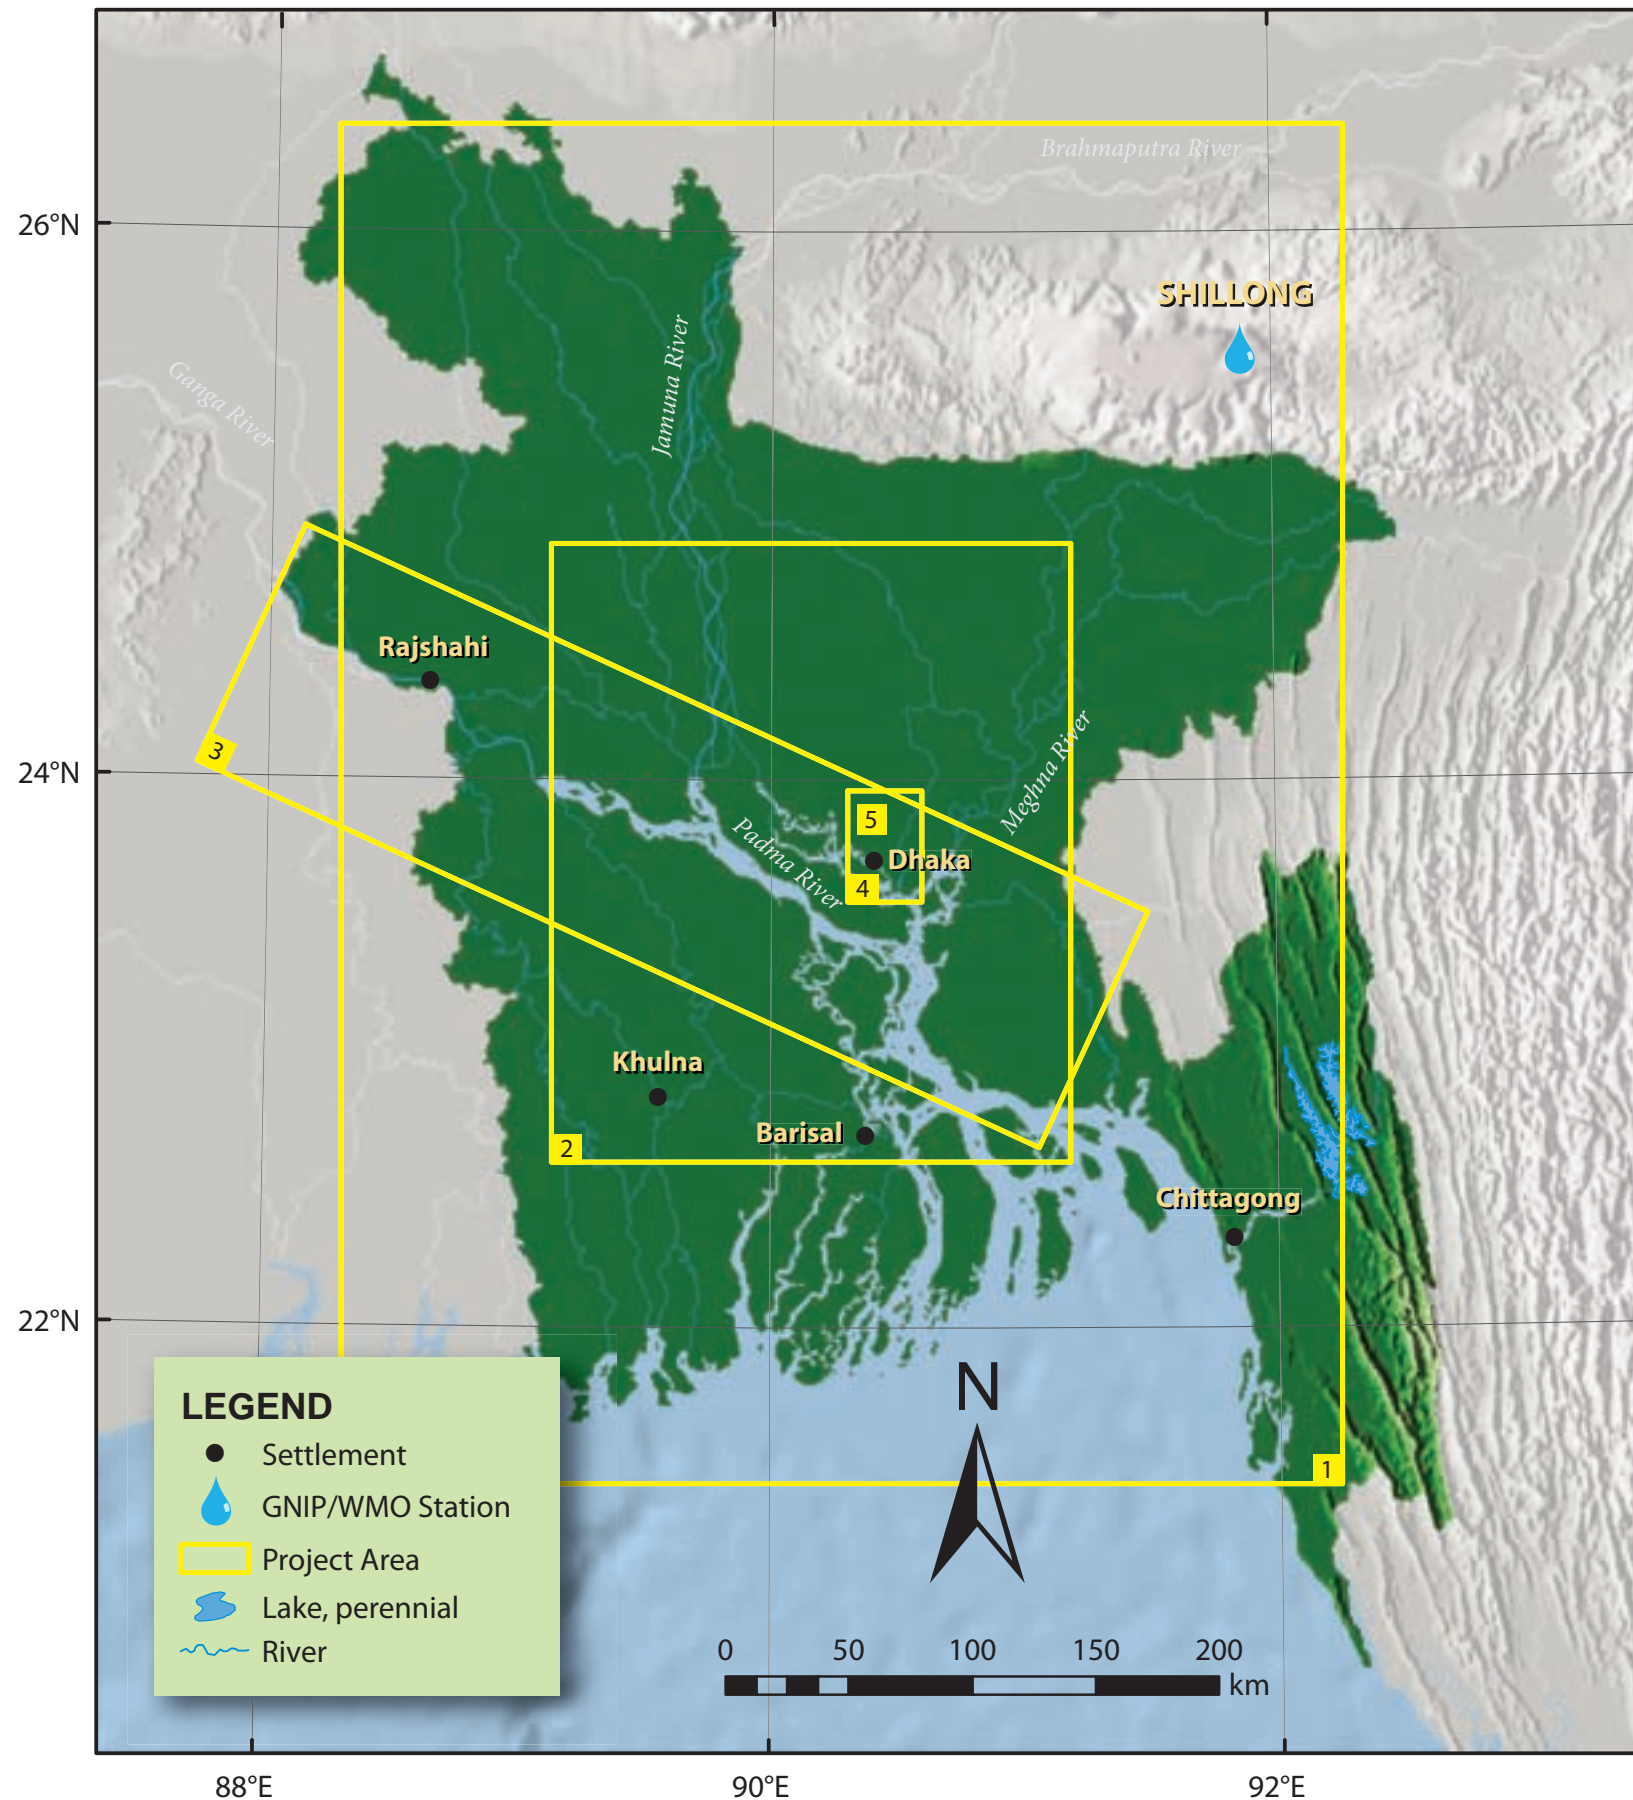 Brahmaputra River
26°N
SHILLONG
Jamuna River
Ganga River
Rajshahi
3
24°N
Meghna River
5
Padma River
Dhaka
4
Khulna
Barisal
2
Chittagong
22°N
N
LEGEND
Settlement
GNIP/WMO Station
Project Area
Lake, perennial
River
1
0 50 100 150 200
km
88°E 90°E 92°E